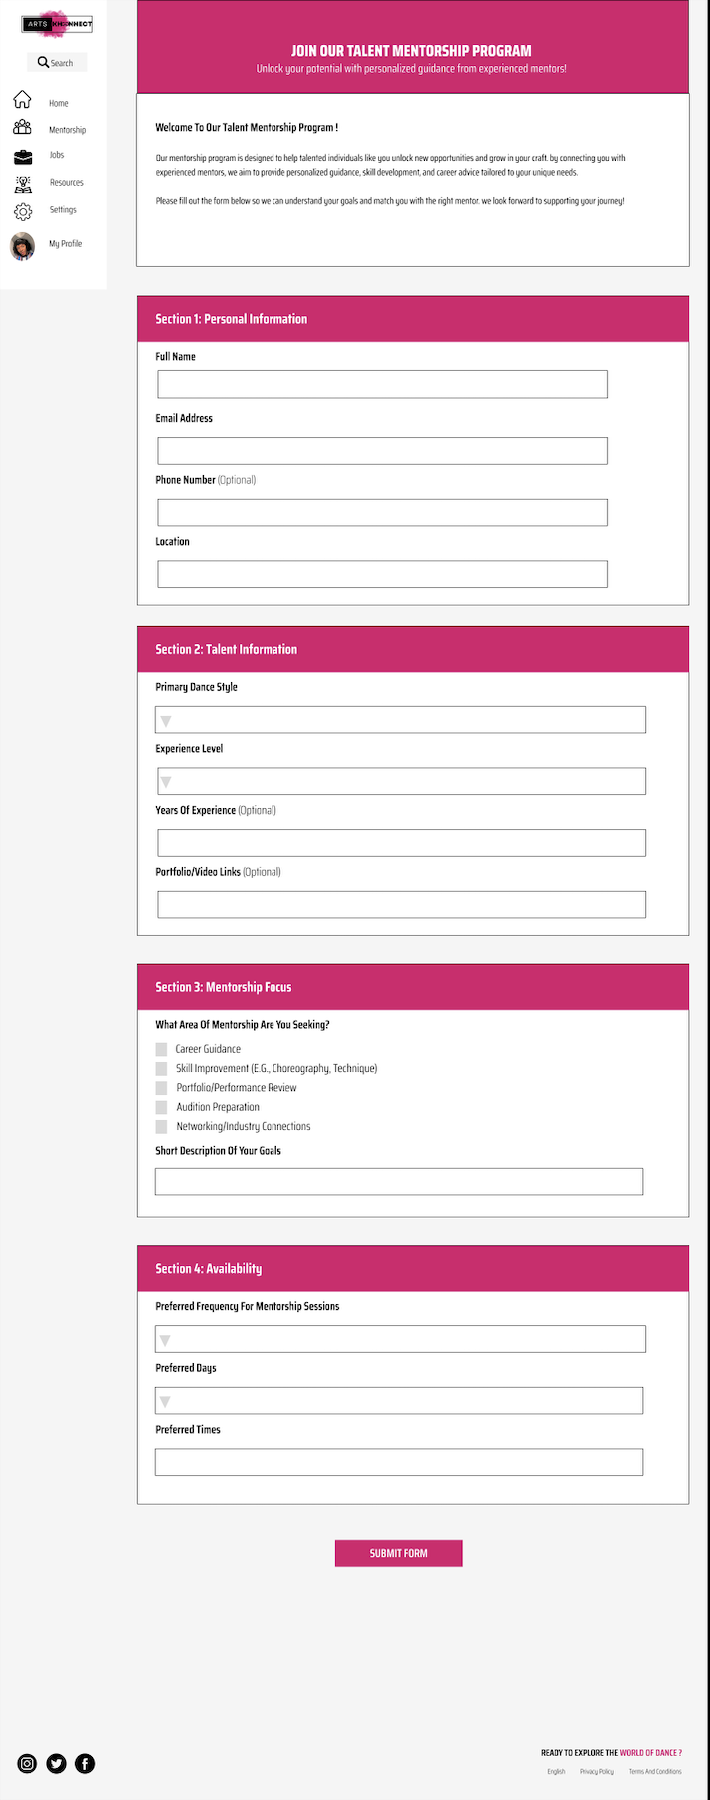 ARTS KHONNECT
Search
Home
Mentorship
Jobs
Resources
Settings
My Profile
JOIN OUR TALENT MENTORSHIP PROGRAM
Unlock your potential with personalized guidance from experienced mentors!
Welcome To Our Talent Mentorship Program !
Our mentorship program is designed to help talented individuals like you unlock new opportunities and grow in your craft. by connecting you with
experienced mentors, we aim to provide personalized guidance, skill development, and career advice tailored to your unique needs.
Please fill out the form below so we can understand your goals and match you with the right mentor. we look forward to supporting your journey!
Section 1: Personal Information
Full Name
Email Address
Phone Number (Optional)
Location
Section 2: Talent Information
Primary Dance Style
Experience Level
Years Of Experience (Optional)
Portfolio/Video Links (Optional)
Section 3: Mentorship Focus
What Area Of Mentorship Are You Seeking?
Career Guidance
Skill Improvement (E.G., Choreography, Technique)
Portfolio/Performance Review
Audition Preparation
Networking/Industry Connections
Short Description Of Your Goals
Section 4: Availability
Preferred Frequency For Mentorship Sessions
Preferred Days
Preferred Times
SUBMIT FORM
READY TO EXPLORE THE WORLD OF DANCE ?
English Privacy Policy Terms And Conditions